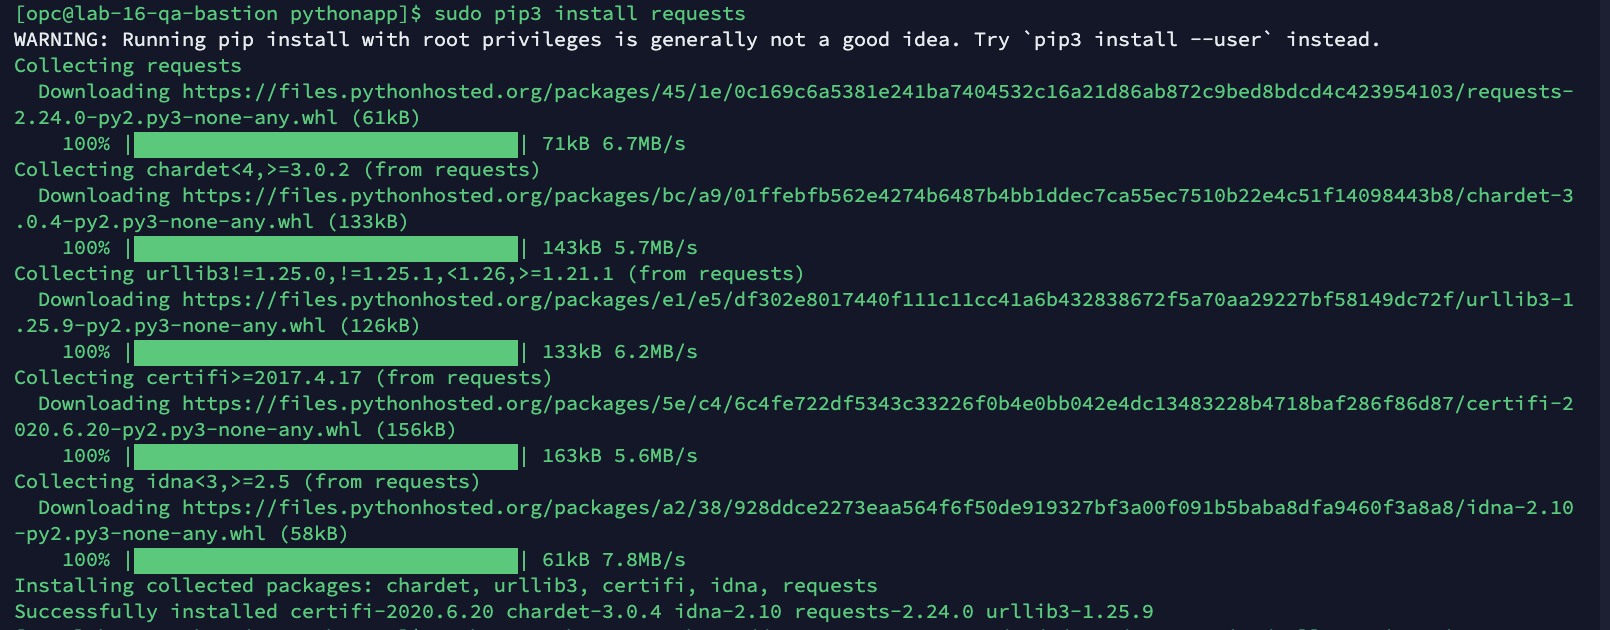 [opc@lab-16-qa-bastion pythonapp]$ sudo pip3 install requests
WARNING: Running pip install with root privileges is generally not a good idea. Try `pip3 install --user` instead.
Collecting requests
  Downloading https://files.pythonhosted.org/packages/45/1e/0c169c6a5381e241ba7404532c16a21d86ab872c9bed8bdcd4c423954103/requests-
2.24.0-py2.py3-none-any.whl (61kB)
    100% |████████████████████████████████| 71kB 6.7MB/s
Collecting chardet<4,>=3.0.2 (from requests)
  Downloading https://files.pythonhosted.org/packages/bc/a9/01ffebfb562e4274b6487b4bb1ddec7ca55ec7510b22e4c51f14098443b8/chardet-3
.0.4-py2.py3-none-any.whl (133kB)
    100% |████████████████████████████████| 143kB 5.7MB/s
Collecting urllib3!=1.25.0,!=1.25.1,<1.26,>=1.21.1 (from requests)
  Downloading https://files.pythonhosted.org/packages/e1/e5/df302e8017440f111c11cc41a6b432838672f5a70aa29227bf58149dc72f/urllib3-1
.25.9-py2.py3-none-any.whl (126kB)
    100% |████████████████████████████████| 133kB 6.2MB/s
Collecting certifi>=2017.4.17 (from requests)
  Downloading https://files.pythonhosted.org/packages/5e/c4/6c4fe722df5343c33226f0b4e0bb042e4dc13483228b4718baf286f86d87/certifi-2
020.6.20-py2.py3-none-any.whl (156kB)
    100% |████████████████████████████████| 163kB 5.6MB/s
Collecting idna<3,>=2.5 (from requests)
  Downloading https://files.pythonhosted.org/packages/a2/38/928ddce2273eaa564f6f50de919327bf3a00f091b5baba8dfa9460f3a8a8/idna-2.10
-py2.py3-none-any.whl (58kB)
    100% |████████████████████████████████| 61kB 7.8MB/s
Installing collected packages: chardet, urllib3, certifi, idna, requests
Successfully installed certifi-2020.6.20 chardet-3.0.4 idna-2.10 requests-2.24.0 urllib3-1.25.9